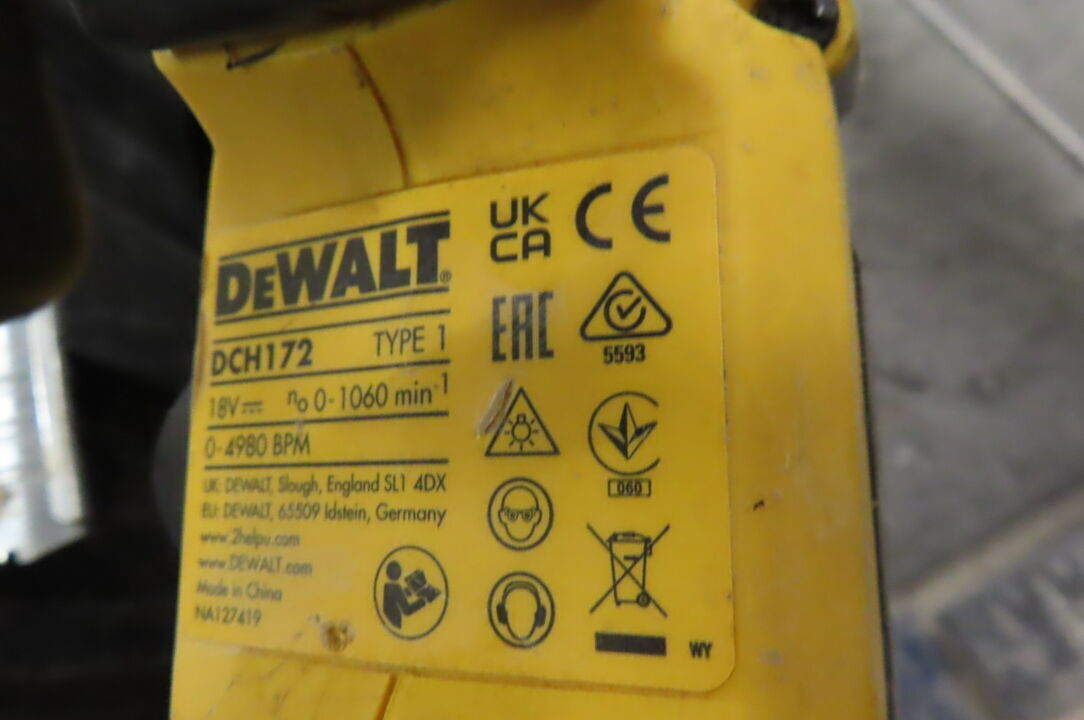 DEWALT®
DCH172 TYPE 1
18V⎓ n₀ 0-1060 min⁻¹
0-4980 BPM
UK: DEWALT, Slough, England SL1 4DX
EU: DEWALT, 65509 Idstein, Germany
www.2helpu.com
www.DEWALT.com
Made in China
NA127419
UK
CA
CE
EAC
5593
060
WY